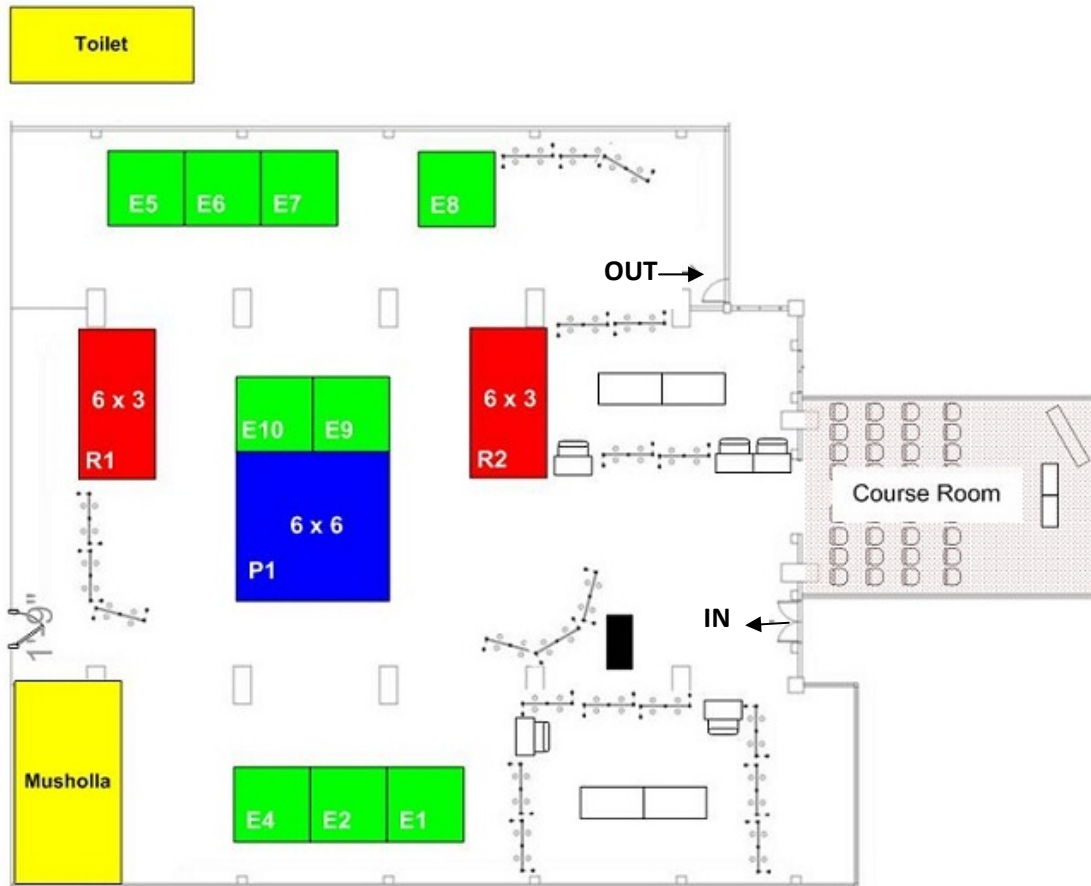 Toilet
E5
E6
E7
E8
OUT
6 x 3
R1
E10
E9
6 x 3
R2
6 x 6
P1
Course Room
IN
Musholla
E4
E2
E1